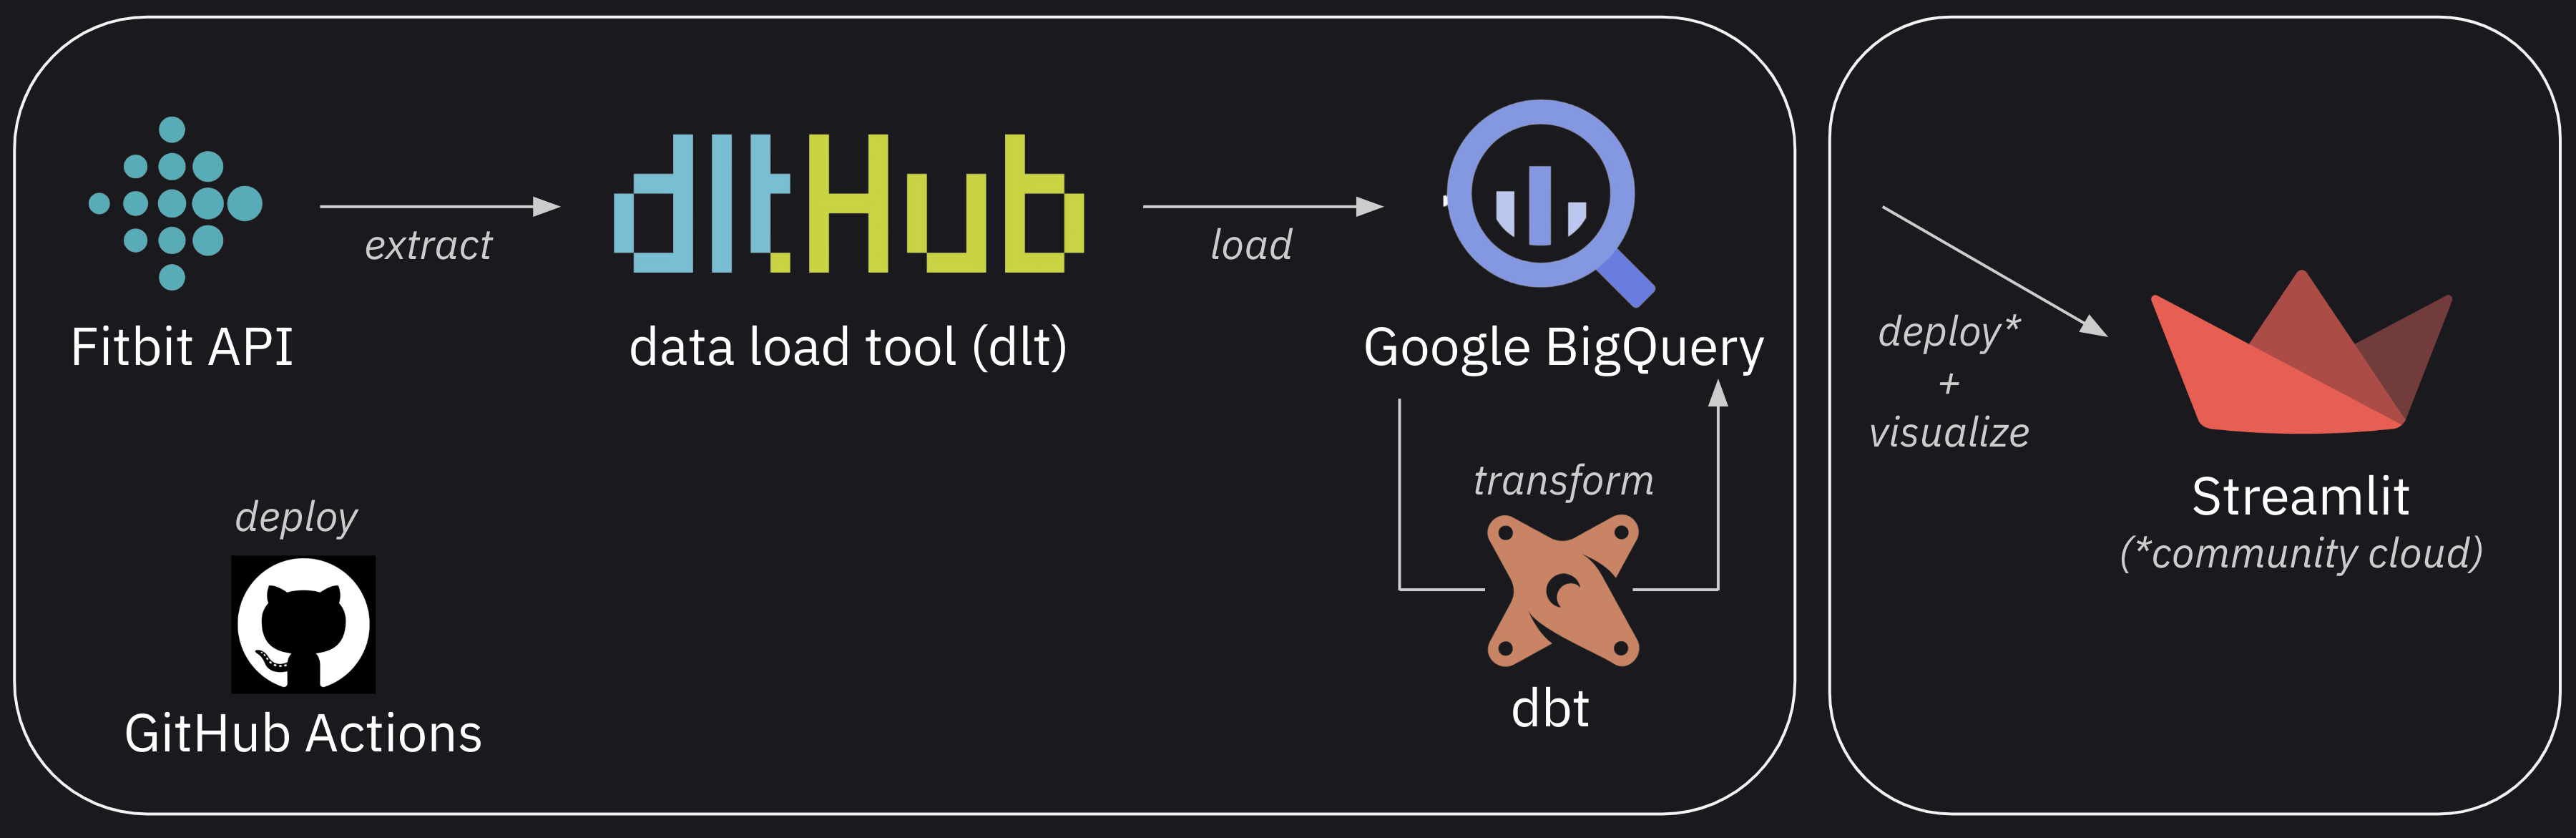 dltHub
extract
load
Fitbit API
data load tool (dlt)
Google BigQuery
transform
dbt
deploy
GitHub Actions
deploy*
+
visualize
Streamlit
(*community cloud)